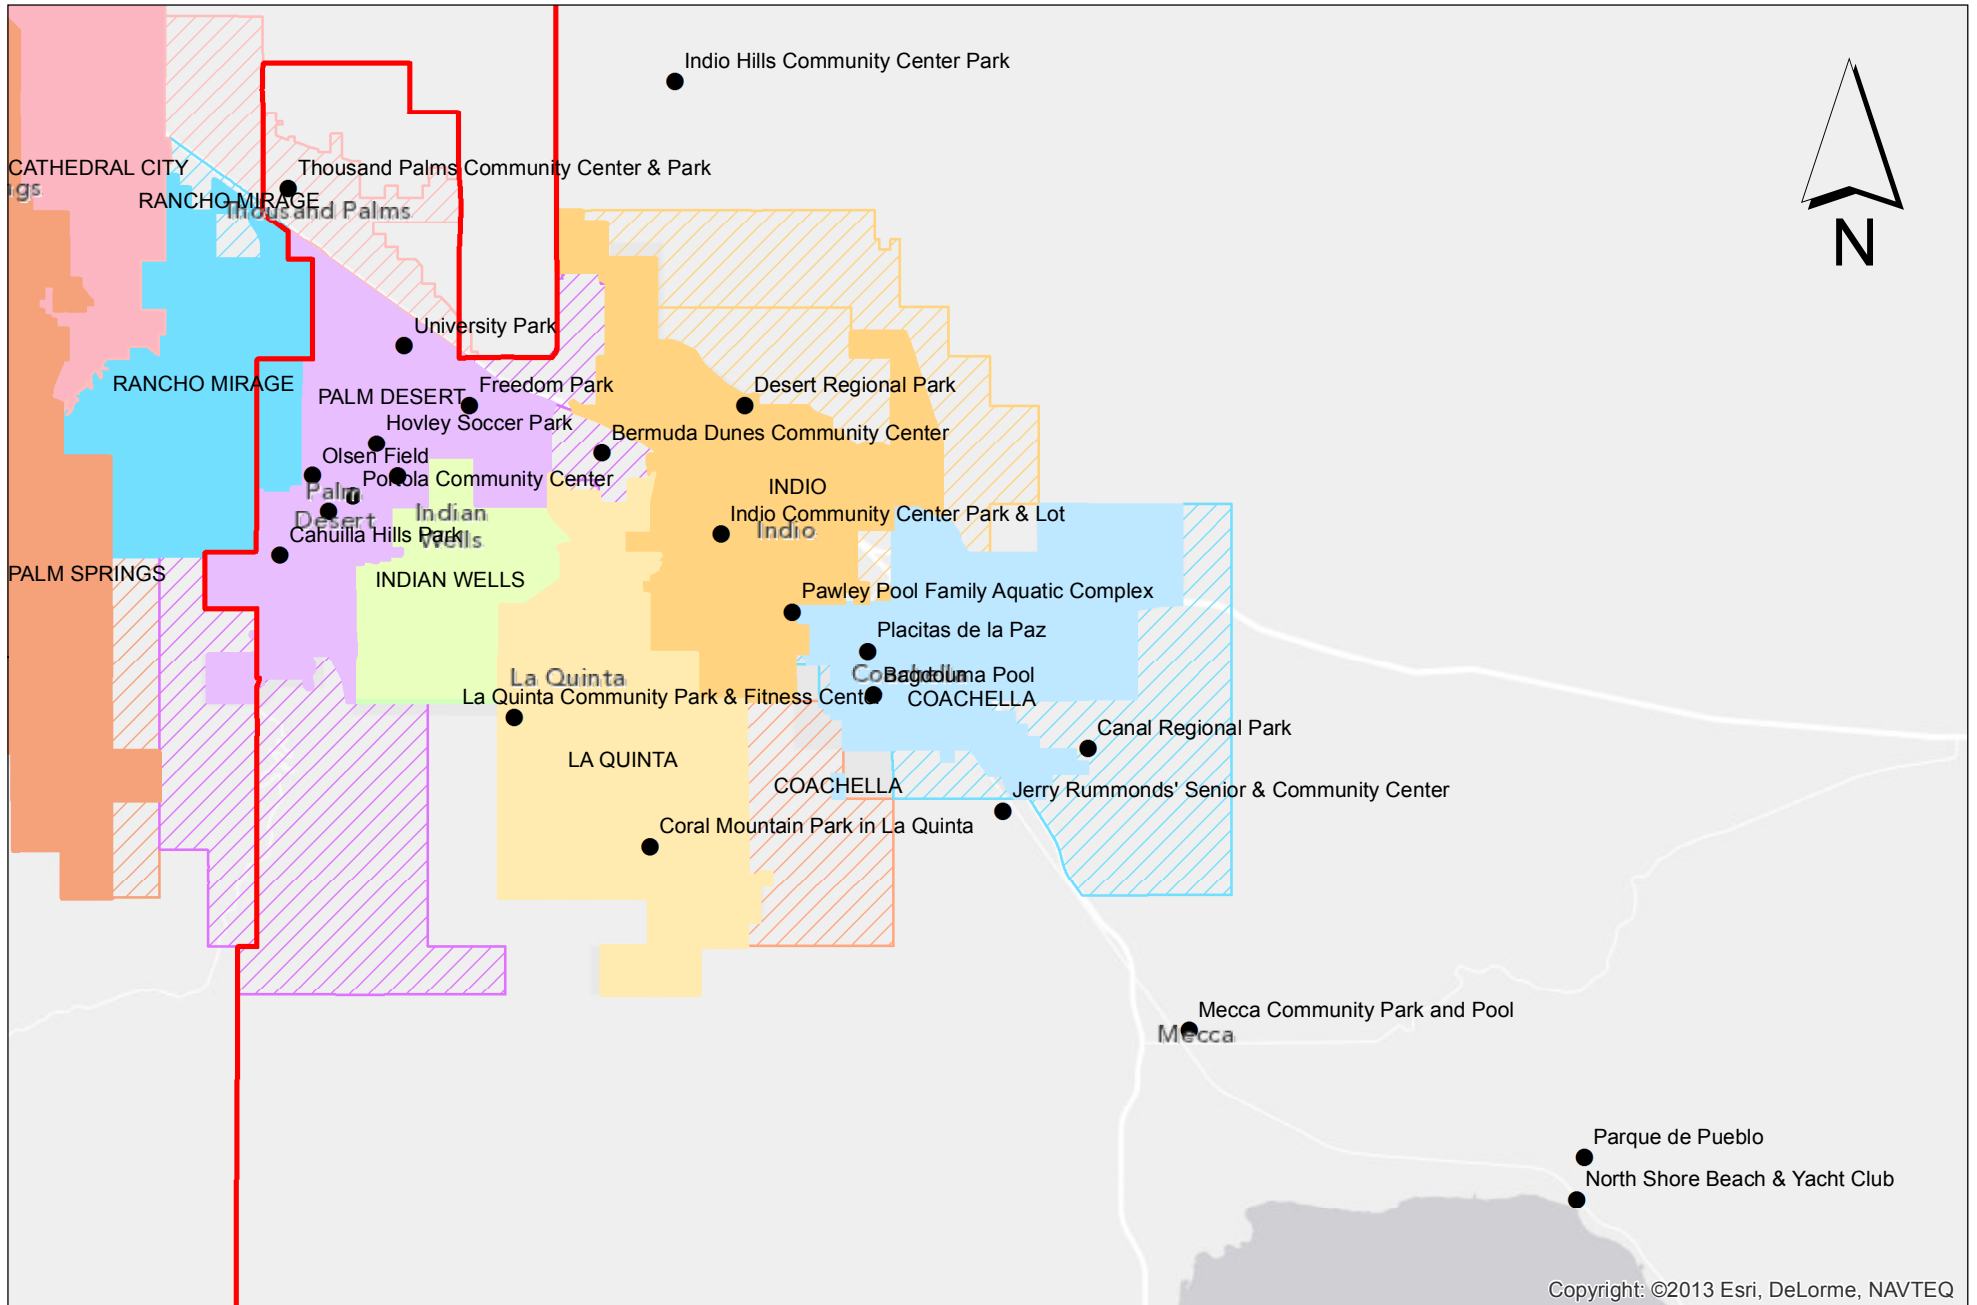 Indio Hills Community Center Park
CATHEDRAL CITY
Thousand Palms Community Center & Park
ngs
RANCHO MIRAGE
Thousand Palms
N
University Park
RANCHO MIRAGE
PALM DESERT
Freedom Park
Desert Regional Park
Hovley Soccer Park
Bermuda Dunes Community Center
Olsen Field
Portola Community Center
INDIO
Palm
Desert
Indian
Wells
Indio Community Center Park & Lot
Indio
Cahuilla Hills Park
PALM SPRINGS
INDIAN WELLS
Pawley Pool Family Aquatic Complex
Placitas de la Paz
La Quinta
Coachella
Bagdouma Pool
La Quinta Community Park & Fitness Center
COACHELLA
Canal Regional Park
LA QUINTA
COACHELLA
Jerry Rummonds' Senior & Community Center
Coral Mountain Park in La Quinta
Mecca Community Park and Pool
Mecca
Parque de Pueblo
North Shore Beach & Yacht Club
Copyright: ©2013 Esri, DeLorme, NAVTEQ